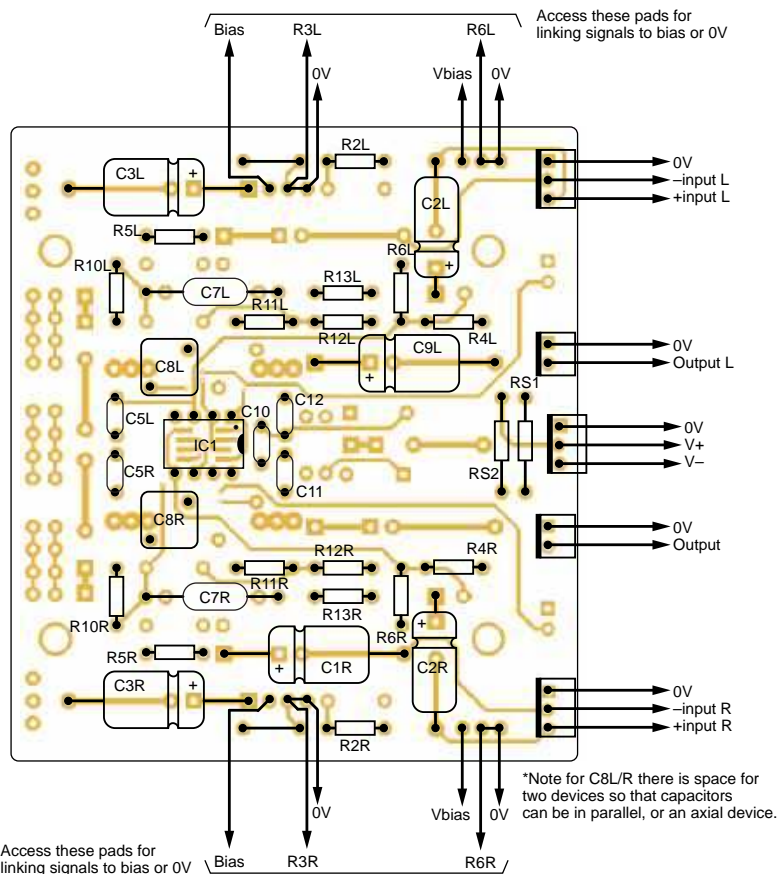 Access these pads for
linking signals to bias or 0V
Bias
R3L
R6L
0V
Vbias
0V
R2L
C3L
+
0V
–input L
+input L
C2L
+
R5L
R6L
R10L
R13L
C7L
R11L
R12L
R4L
C9L
+
0V
Output L
C8L
RS1
C12
C10
C5L
0V
V+
V–
IC1
C5R
RS2
C11
C8R
0V
Output
R12R
R4R
R11R
C7R
R13R
R10R
R6R
+
R5R
C1R
+
C2R
C3R
+
0V
–input R
+input R
R2R
*Note for C8L/R there is space for
two devices so that capacitors
can be in parallel, or an axial device.
0V
Vbias
0V
Access these pads for
linking signals to bias or 0V
Bias
R3R
R6R